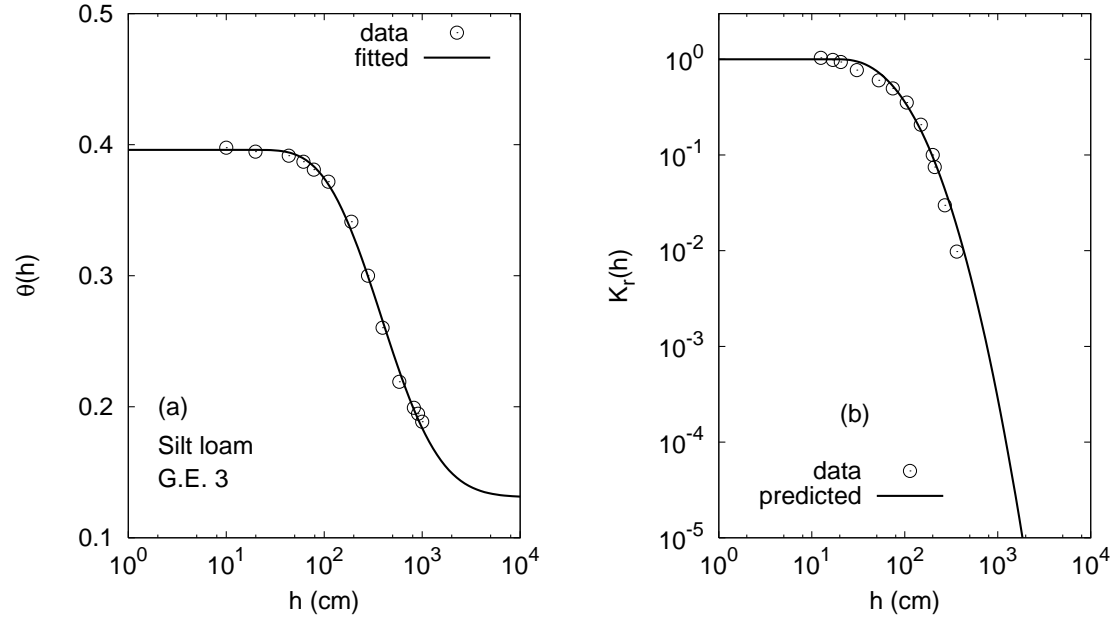 0.5
0.4
0.3
0.2
0.1
θ(h)
data
fitted
(a)
Silt loam
G.E. 3
10^0 10^1 10^2 10^3 10^4
h (cm)
10^0
10^-1
10^-2
10^-3
10^-4
10^-5
K_r(h)
(b)
data
predicted
10^0 10^1 10^2 10^3 10^4
h (cm)